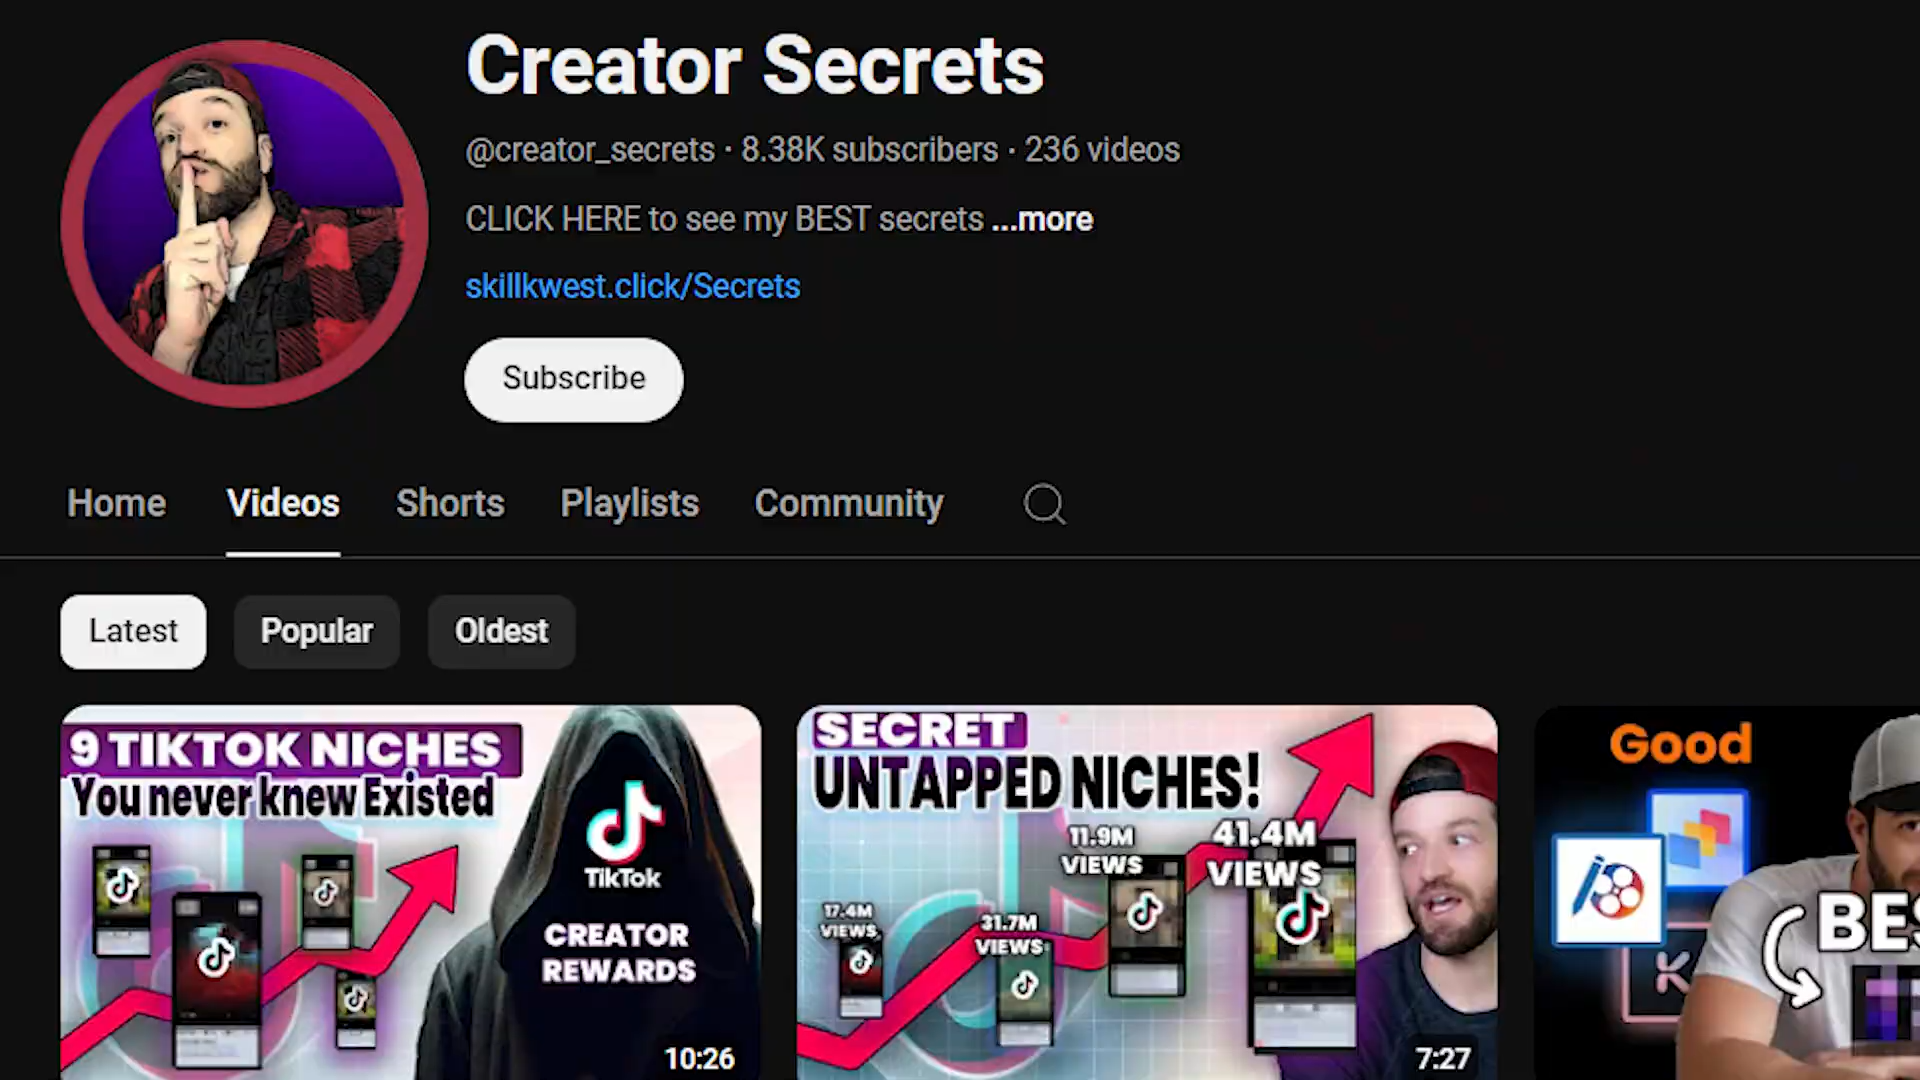 Creator Secrets
@creator_secrets · 8.38K subscribers · 236 videos
CLICK HERE to see my BEST secrets ...more
skillkwest.click/Secrets
Subscribe
Home Videos Shorts Playlists Community
Latest Popular Oldest
9 TIKTOK NICHES
You never knew Existed
TikTok
CREATOR
REWARDS
10:26
SECRET
UNTAPPED NICHES!
17.4M
VIEWS
31.7M
VIEWS
11.9M
VIEWS
41.4M
VIEWS
7:27
Good
K